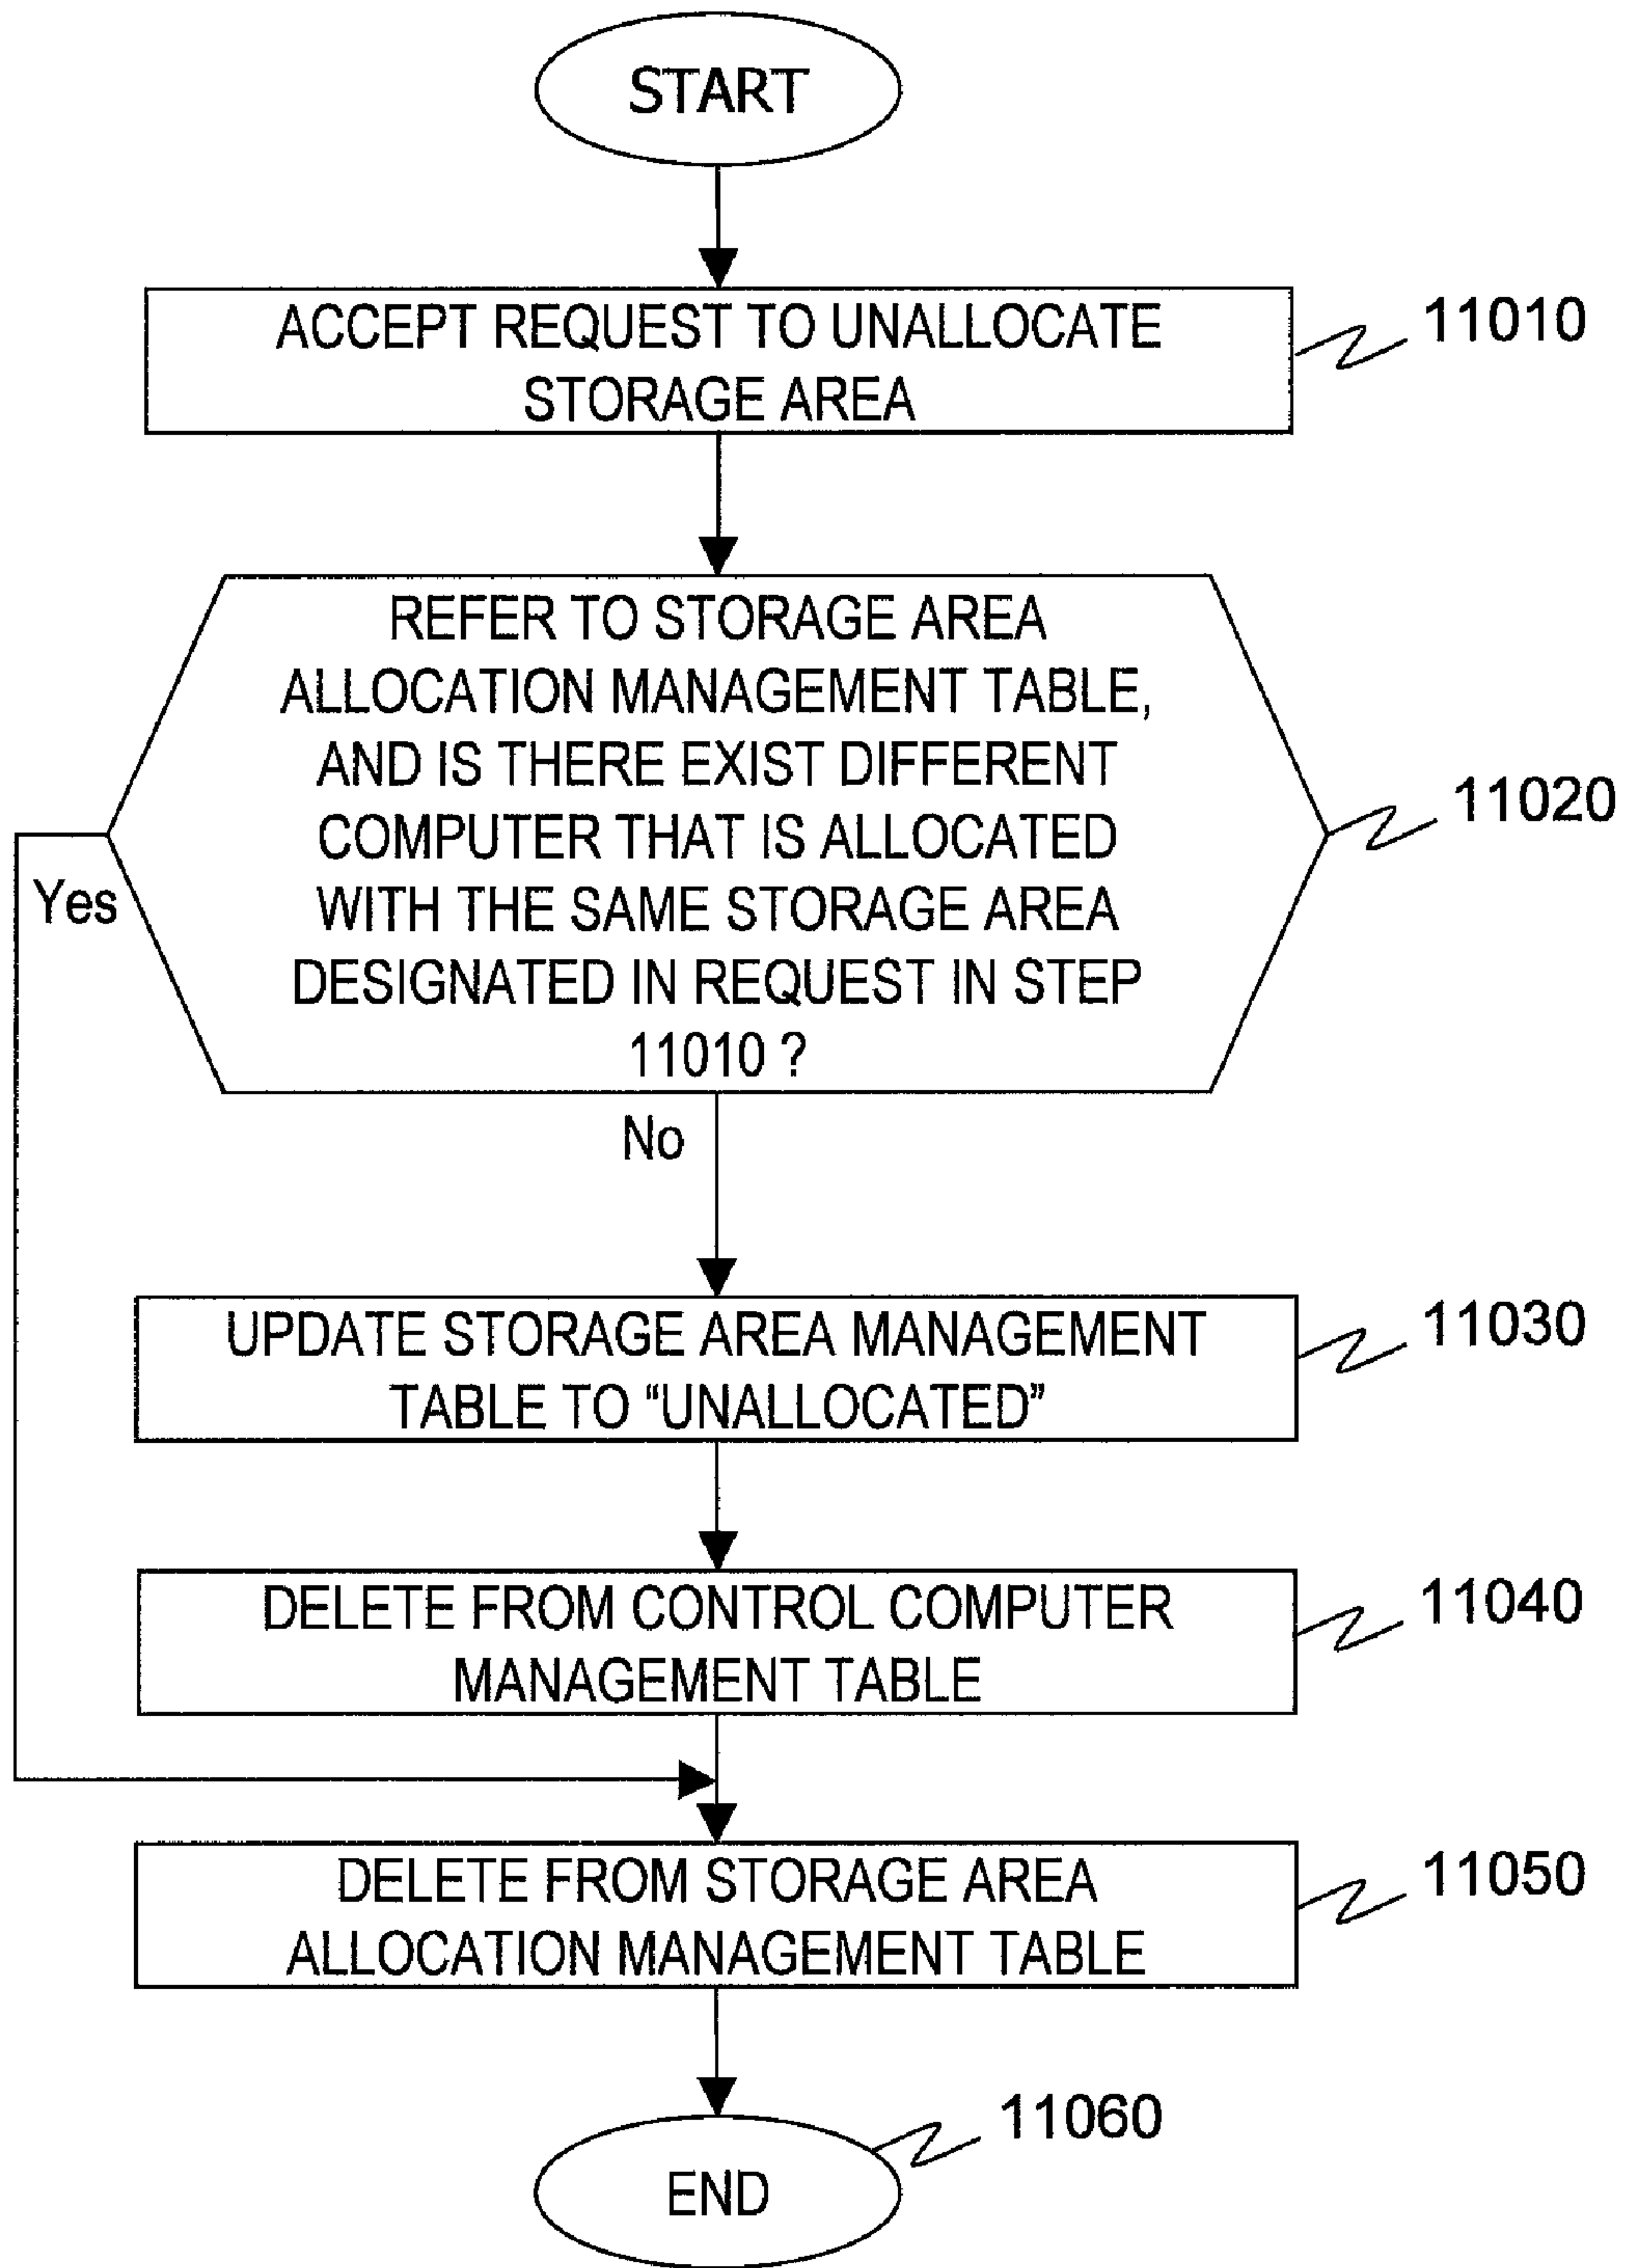 START
ACCEPT REQUEST TO UNALLOCATE
STORAGE AREA
11010
REFER TO STORAGE AREA
ALLOCATION MANAGEMENT TABLE,
AND IS THERE EXIST DIFFERENT
COMPUTER THAT IS ALLOCATED
WITH THE SAME STORAGE AREA
DESIGNATED IN REQUEST IN STEP
11010 ?
11020
Yes
No
UPDATE STORAGE AREA MANAGEMENT
TABLE TO “UNALLOCATED”
11030
DELETE FROM CONTROL COMPUTER
MANAGEMENT TABLE
11040
DELETE FROM STORAGE AREA
ALLOCATION MANAGEMENT TABLE
11050
END
11060